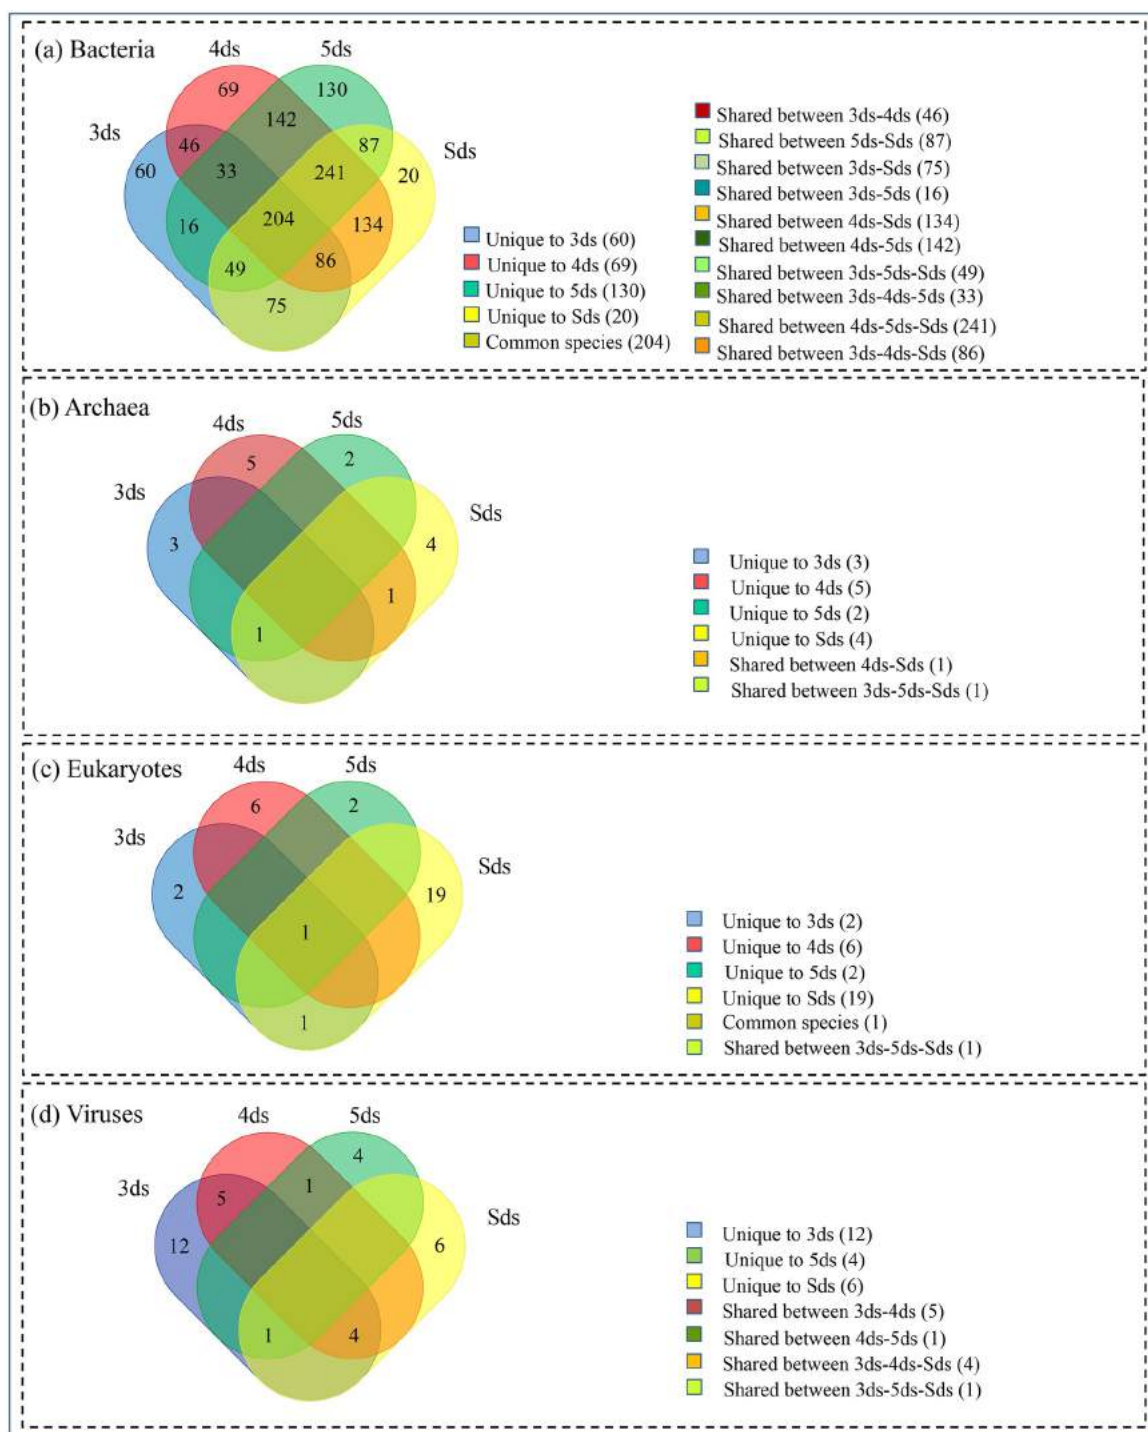 (a) Bacteria
4ds
5ds
3ds
Sds
69
130
142
46
87
60
33
241
20
16
204
134
49
86
75
Unique to 3ds (60)
Unique to 4ds (69)
Unique to 5ds (130)
Unique to Sds (20)
Common species (204)
Shared between 3ds-4ds (46)
Shared between 5ds-Sds (87)
Shared between 3ds-Sds (75)
Shared between 3ds-5ds (16)
Shared between 4ds-Sds (134)
Shared between 4ds-5ds (142)
Shared between 3ds-5ds-Sds (49)
Shared between 3ds-4ds-5ds (33)
Shared between 4ds-5ds-Sds (241)
Shared between 3ds-4ds-Sds (86)
(b) Archaea
4ds
5ds
3ds
Sds
5
2
3
4
1
1
Unique to 3ds (3)
Unique to 4ds (5)
Unique to 5ds (2)
Unique to Sds (4)
Shared between 4ds-Sds (1)
Shared between 3ds-5ds-Sds (1)
(c) Eukaryotes
4ds
5ds
3ds
Sds
6
2
2
19
1
1
Unique to 3ds (2)
Unique to 4ds (6)
Unique to 5ds (2)
Unique to Sds (19)
Common species (1)
Shared between 3ds-5ds-Sds (1)
(d) Viruses
4ds
5ds
3ds
Sds
4
1
5
12
6
1
4
Unique to 3ds (12)
Unique to 5ds (4)
Unique to Sds (6)
Shared between 3ds-4ds (5)
Shared between 4ds-5ds (1)
Shared between 3ds-4ds-Sds (4)
Shared between 3ds-5ds-Sds (1)